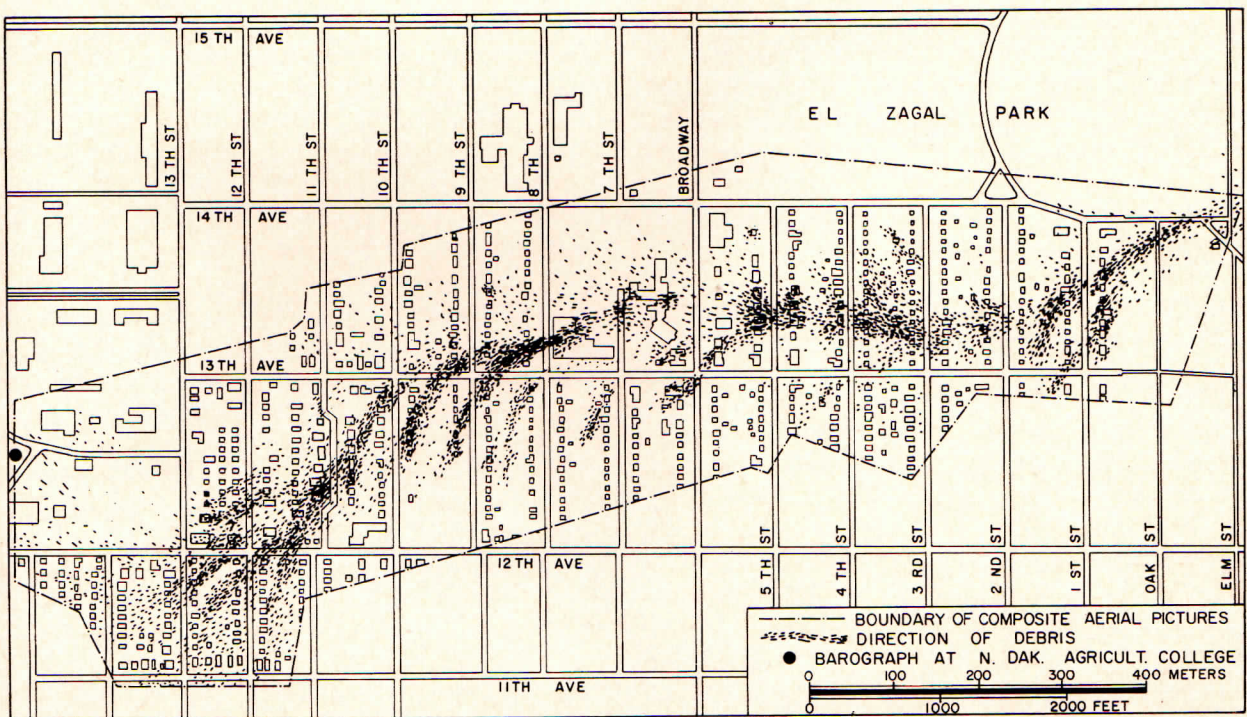 15 TH AVE
EL ZAGAL PARK
13 TH ST
12 TH ST
11 TH ST
10 TH ST
9 TH ST
8 TH
7 TH ST
BROADWAY
14 TH AVE
13 TH AVE
12 TH AVE
5 TH ST
4 TH ST
3 RD ST
2 ND ST
1 ST ST
OAK ST
ELM ST
11TH AVE
BOUNDARY OF COMPOSITE AERIAL PICTURES
DIRECTION OF DEBRIS
BAROGRAPH AT N. DAK. AGRICULT. COLLEGE
0 100 200 300 400 METERS
0 1000 2000 FEET